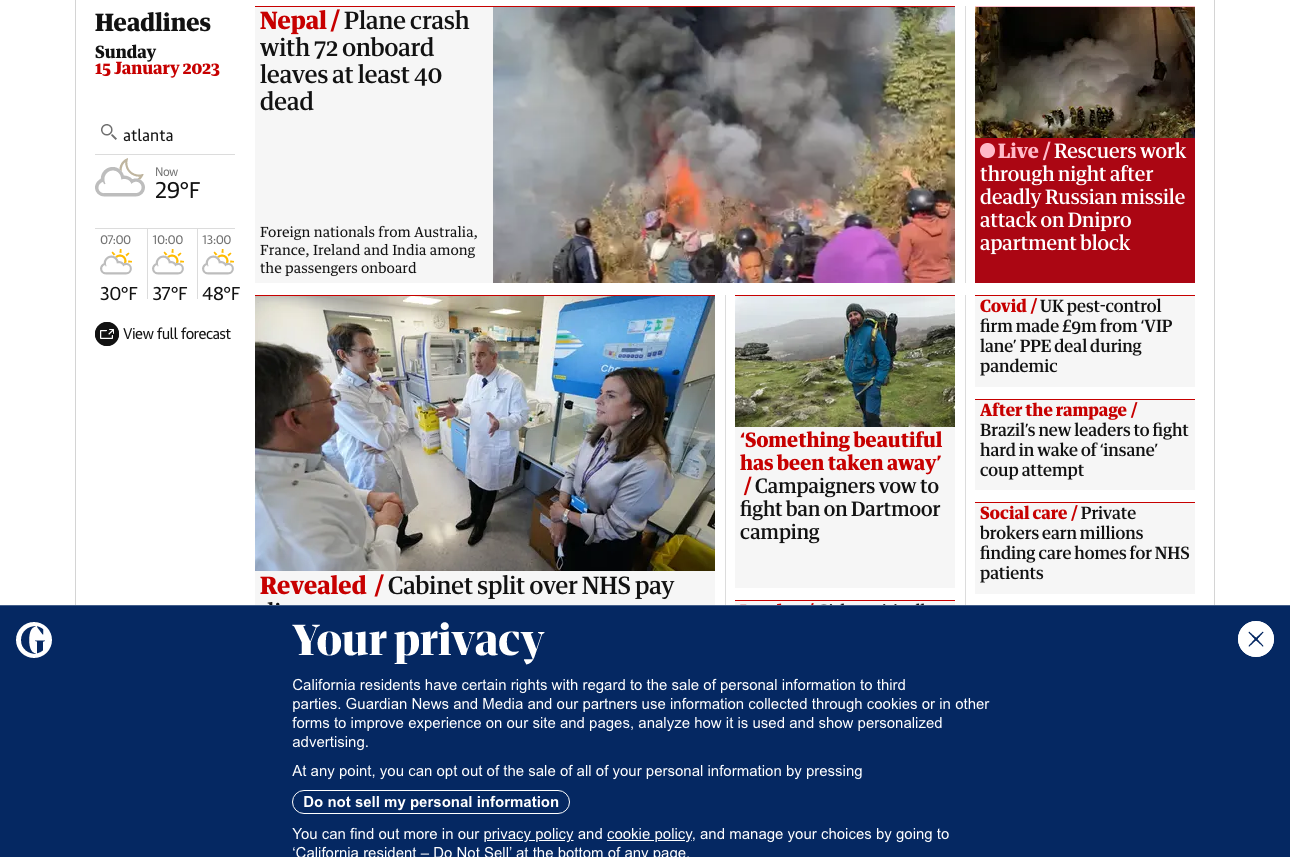 Headlines
Sunday
15 January 2023
atlanta
Now
29°F
07:00
10:00
13:00
30°F
37°F
48°F
View full forecast
Nepal / Plane crash
with 72 onboard
leaves at least 40
dead
Foreign nationals from Australia,
France, Ireland and India among
the passengers onboard
Live / Rescuers work
through night after
deadly Russian missile
attack on Dnipro
apartment block
Revealed / Cabinet split over NHS pay
‘Something beautiful
has been taken away’
/ Campaigners vow to
fight ban on Dartmoor
camping
Covid / UK pest-control
firm made £9m from ‘VIP
lane’ PPE deal during
pandemic
After the rampage /
Brazil’s new leaders to fight
hard in wake of ‘insane’
coup attempt
Social care / Private
brokers earn millions
finding care homes for NHS
patients
Your privacy
California residents have certain rights with regard to the sale of personal information to third
parties. Guardian News and Media and our partners use information collected through cookies or in other
forms to improve experience on our site and pages, analyze how it is used and show personalized
advertising.
At any point, you can opt out of the sale of all of your personal information by pressing
Do not sell my personal information
You can find out more in our privacy policy and cookie policy, and manage your choices by going to
‘California resident – Do Not Sell’ at the bottom of any page.